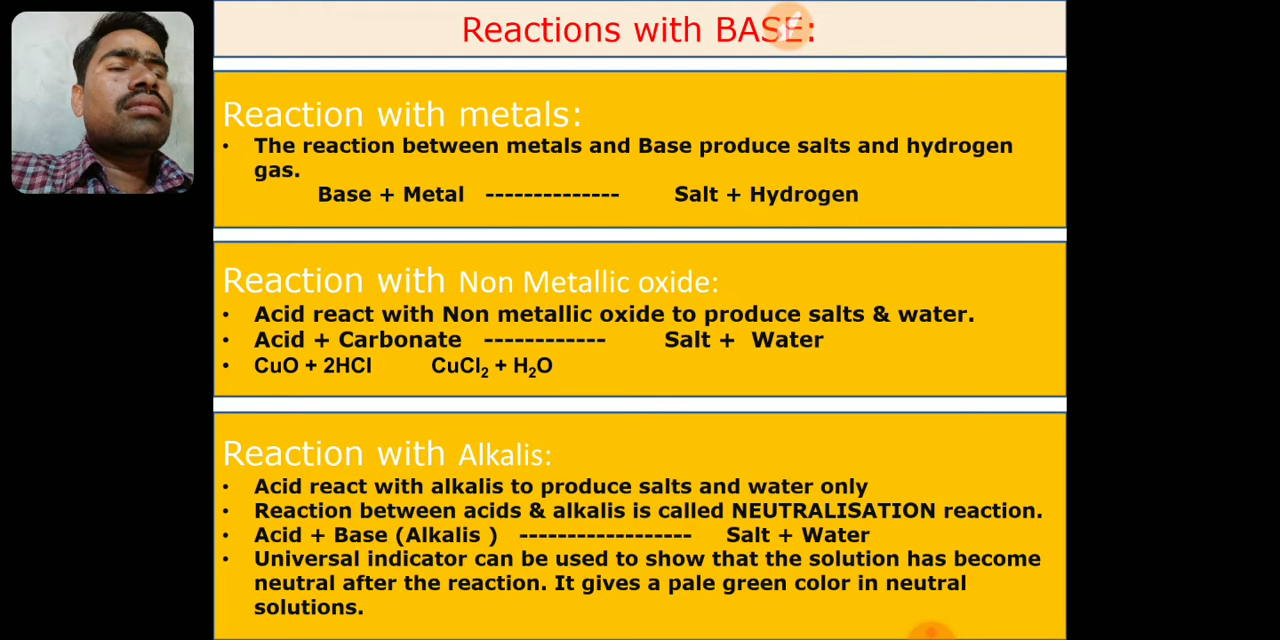 Reactions with BASE:
Reaction with metals:
• The reaction between metals and Base produce salts and hydrogen
gas.
Base + Metal -------------- Salt + Hydrogen
Reaction with Non Metallic oxide:
• Acid react with Non metallic oxide to produce salts & water.
• Acid + Carbonate ------------ Salt + Water
• CuO + 2HCl CuCl₂ + H₂O
Reaction with Alkalis:
• Acid react with alkalis to produce salts and water only
• Reaction between acids & alkalis is called NEUTRALISATION reaction.
• Acid + Base (Alkalis ) ------------------ Salt + Water
• Universal indicator can be used to show that the solution has become
neutral after the reaction. It gives a pale green color in neutral
solutions.